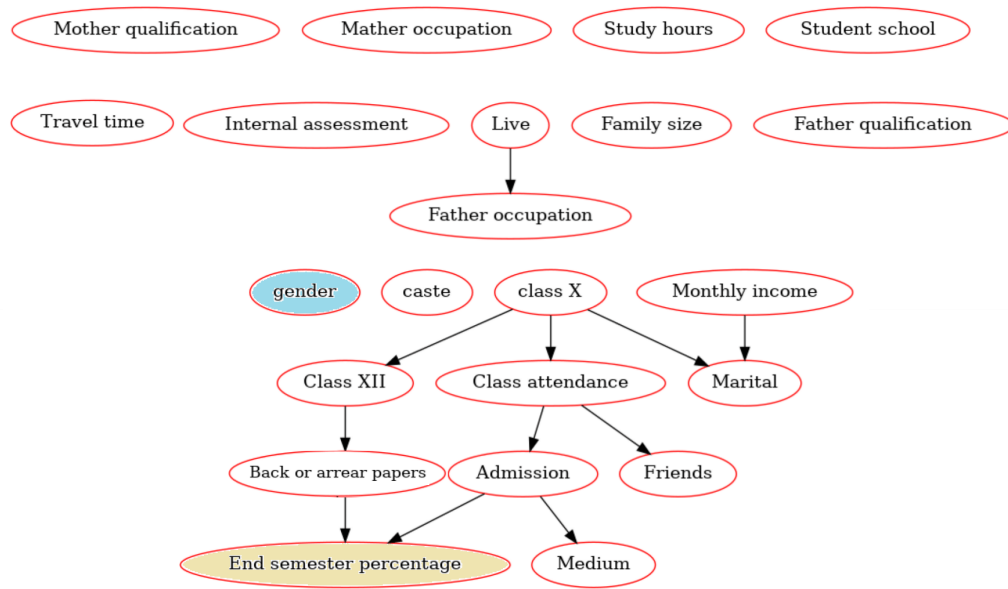 Mother qualification
Mather occupation
Study hours
Student school
Travel time
Internal assessment
Live
Family size
Father qualification
Father occupation
gender
caste
class X
Monthly income
Class XII
Class attendance
Marital
Back or arrear papers
Admission
Friends
End semester percentage
Medium